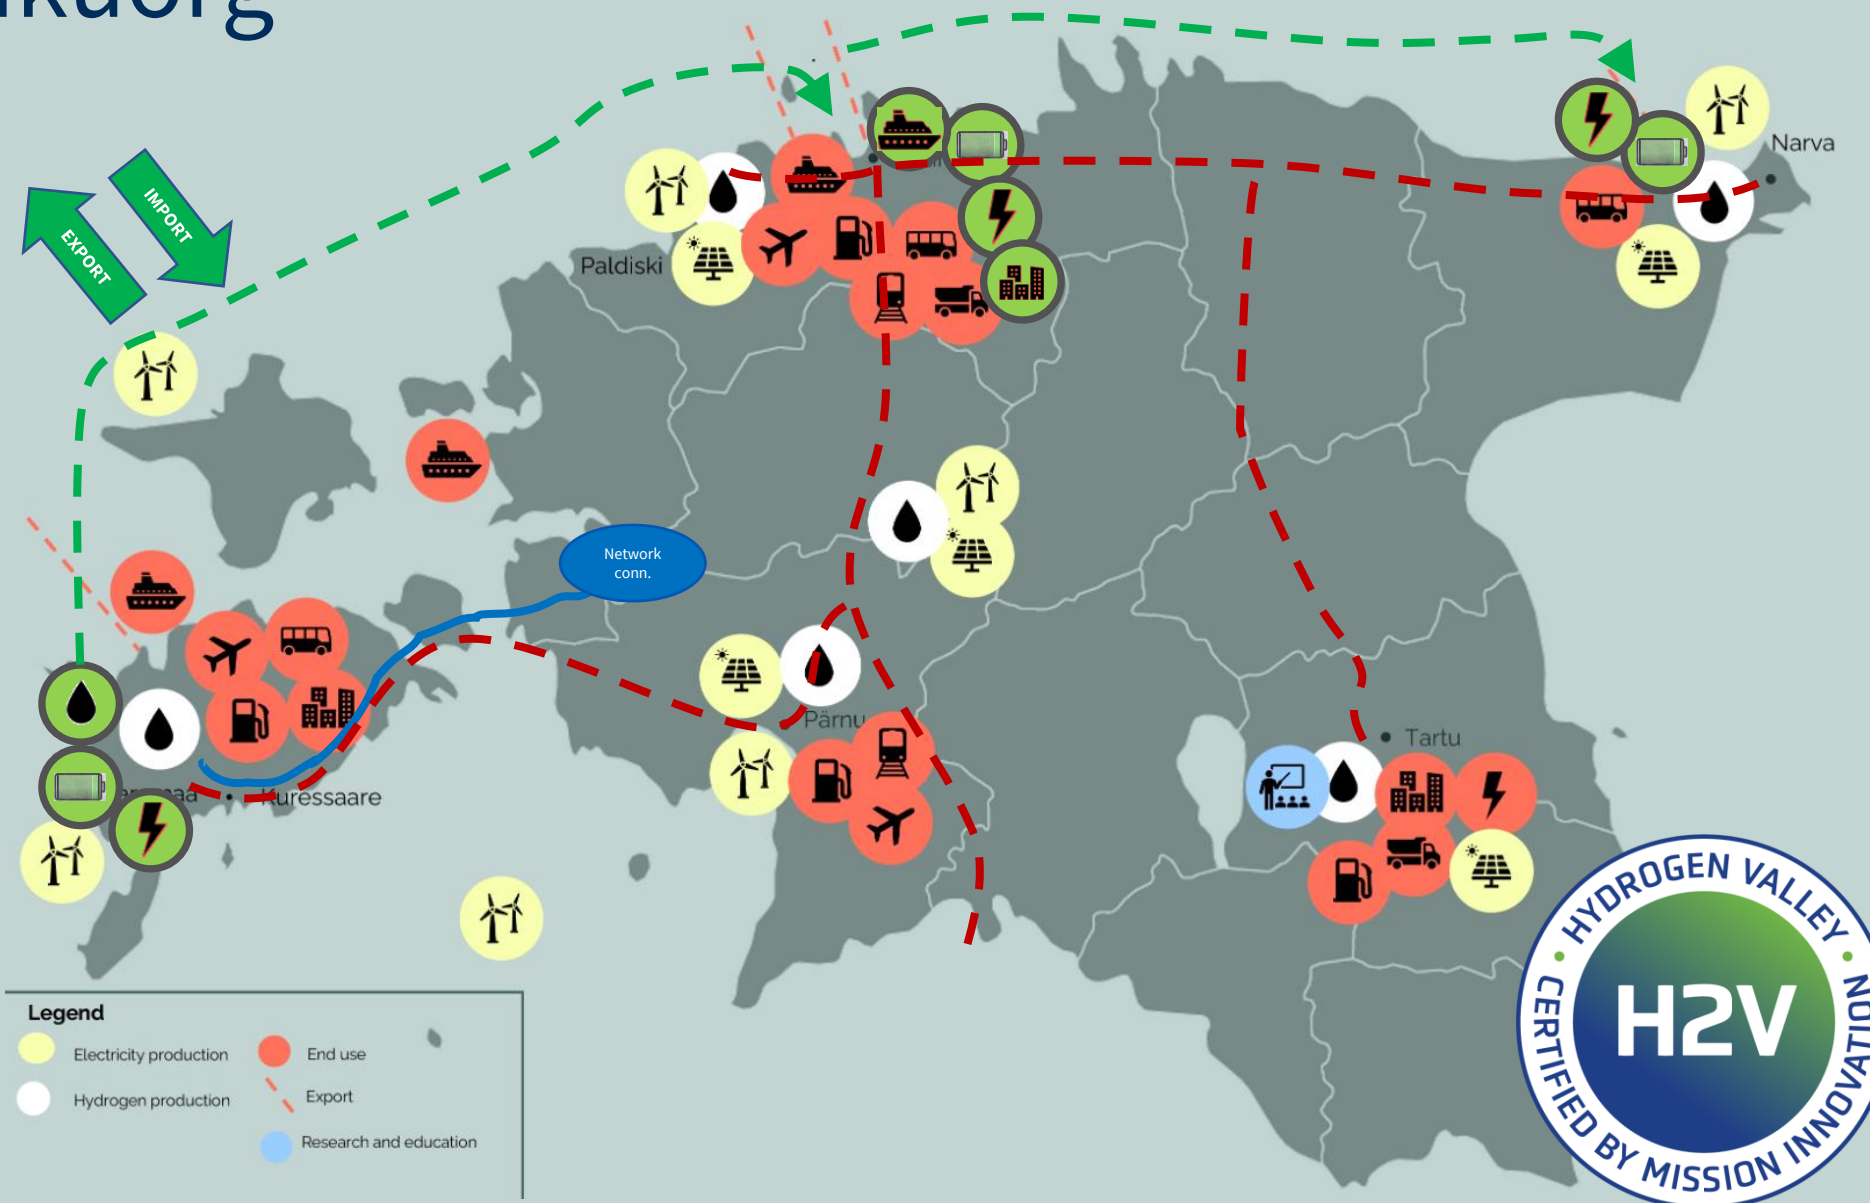 IMPORT
EXPORT
Narva
Paldiski
Network
conn.
Pärnu
Tartu
Kuressaare
Legend
Electricity production
End use
Hydrogen production
Export
Research and education
HYDROGEN VALLEY
H2V
CERTIFIED BY MISSION INNOVATION